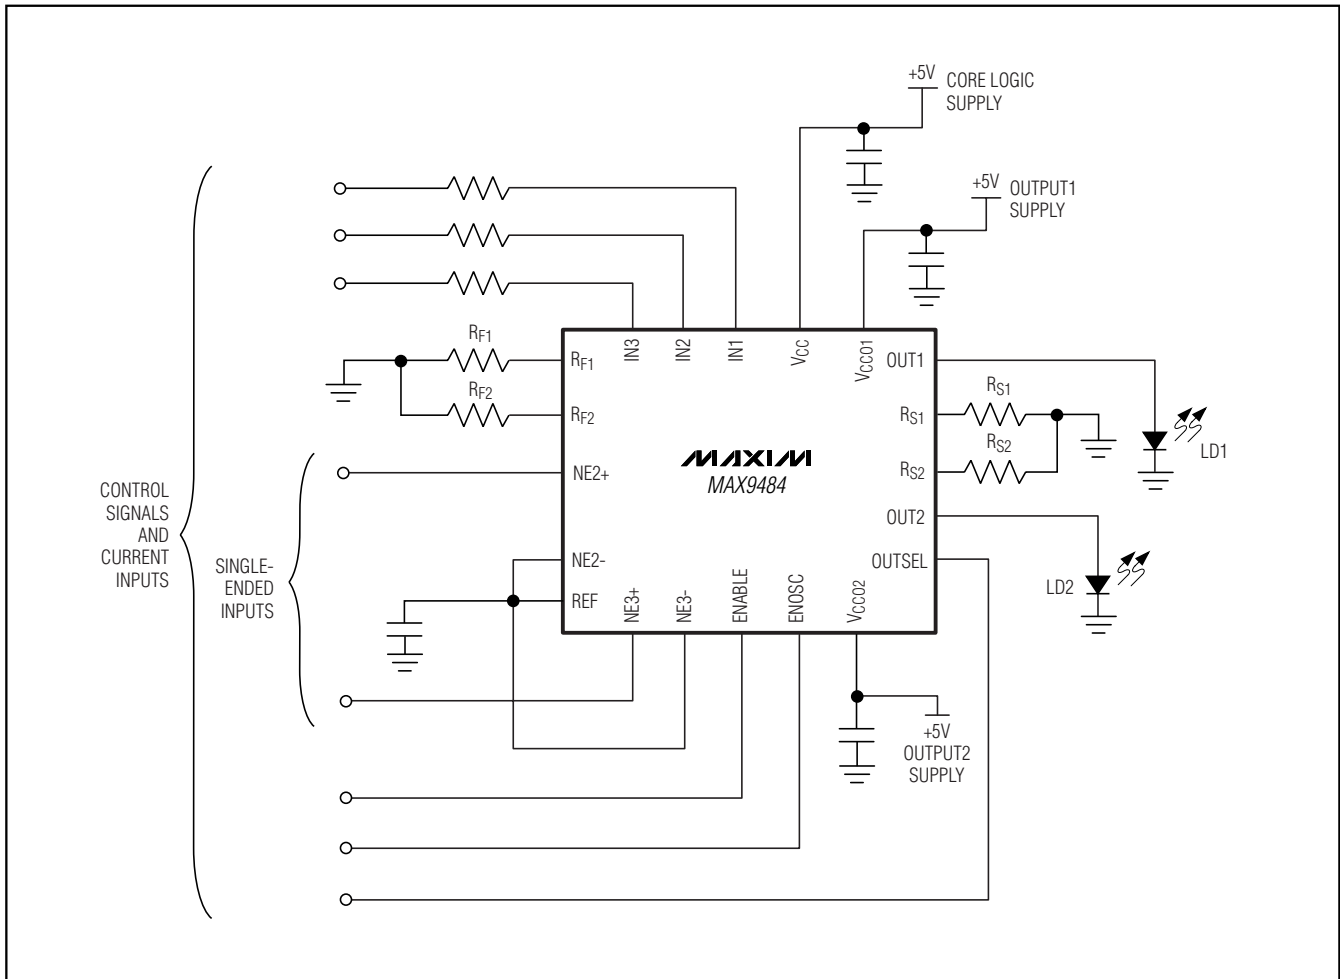 +5V
CORE LOGIC
SUPPLY
+5V
OUTPUT1
SUPPLY
IN3
IN2
IN1
VCC
VCCO1
RF1
RF1
RF2
RF2
OUT1
RS1
RS1
RS2
RS2
LD1
MAXIM
MAX9484
NE2+
NE2-
REF
OUT2
OUTSEL
LD2
NE3+
NE3-
ENABLE
ENOSC
VCCO2
+5V
OUTPUT2
SUPPLY
CONTROL
SIGNALS
AND
CURRENT
INPUTS
SINGLE-
ENDED
INPUTS